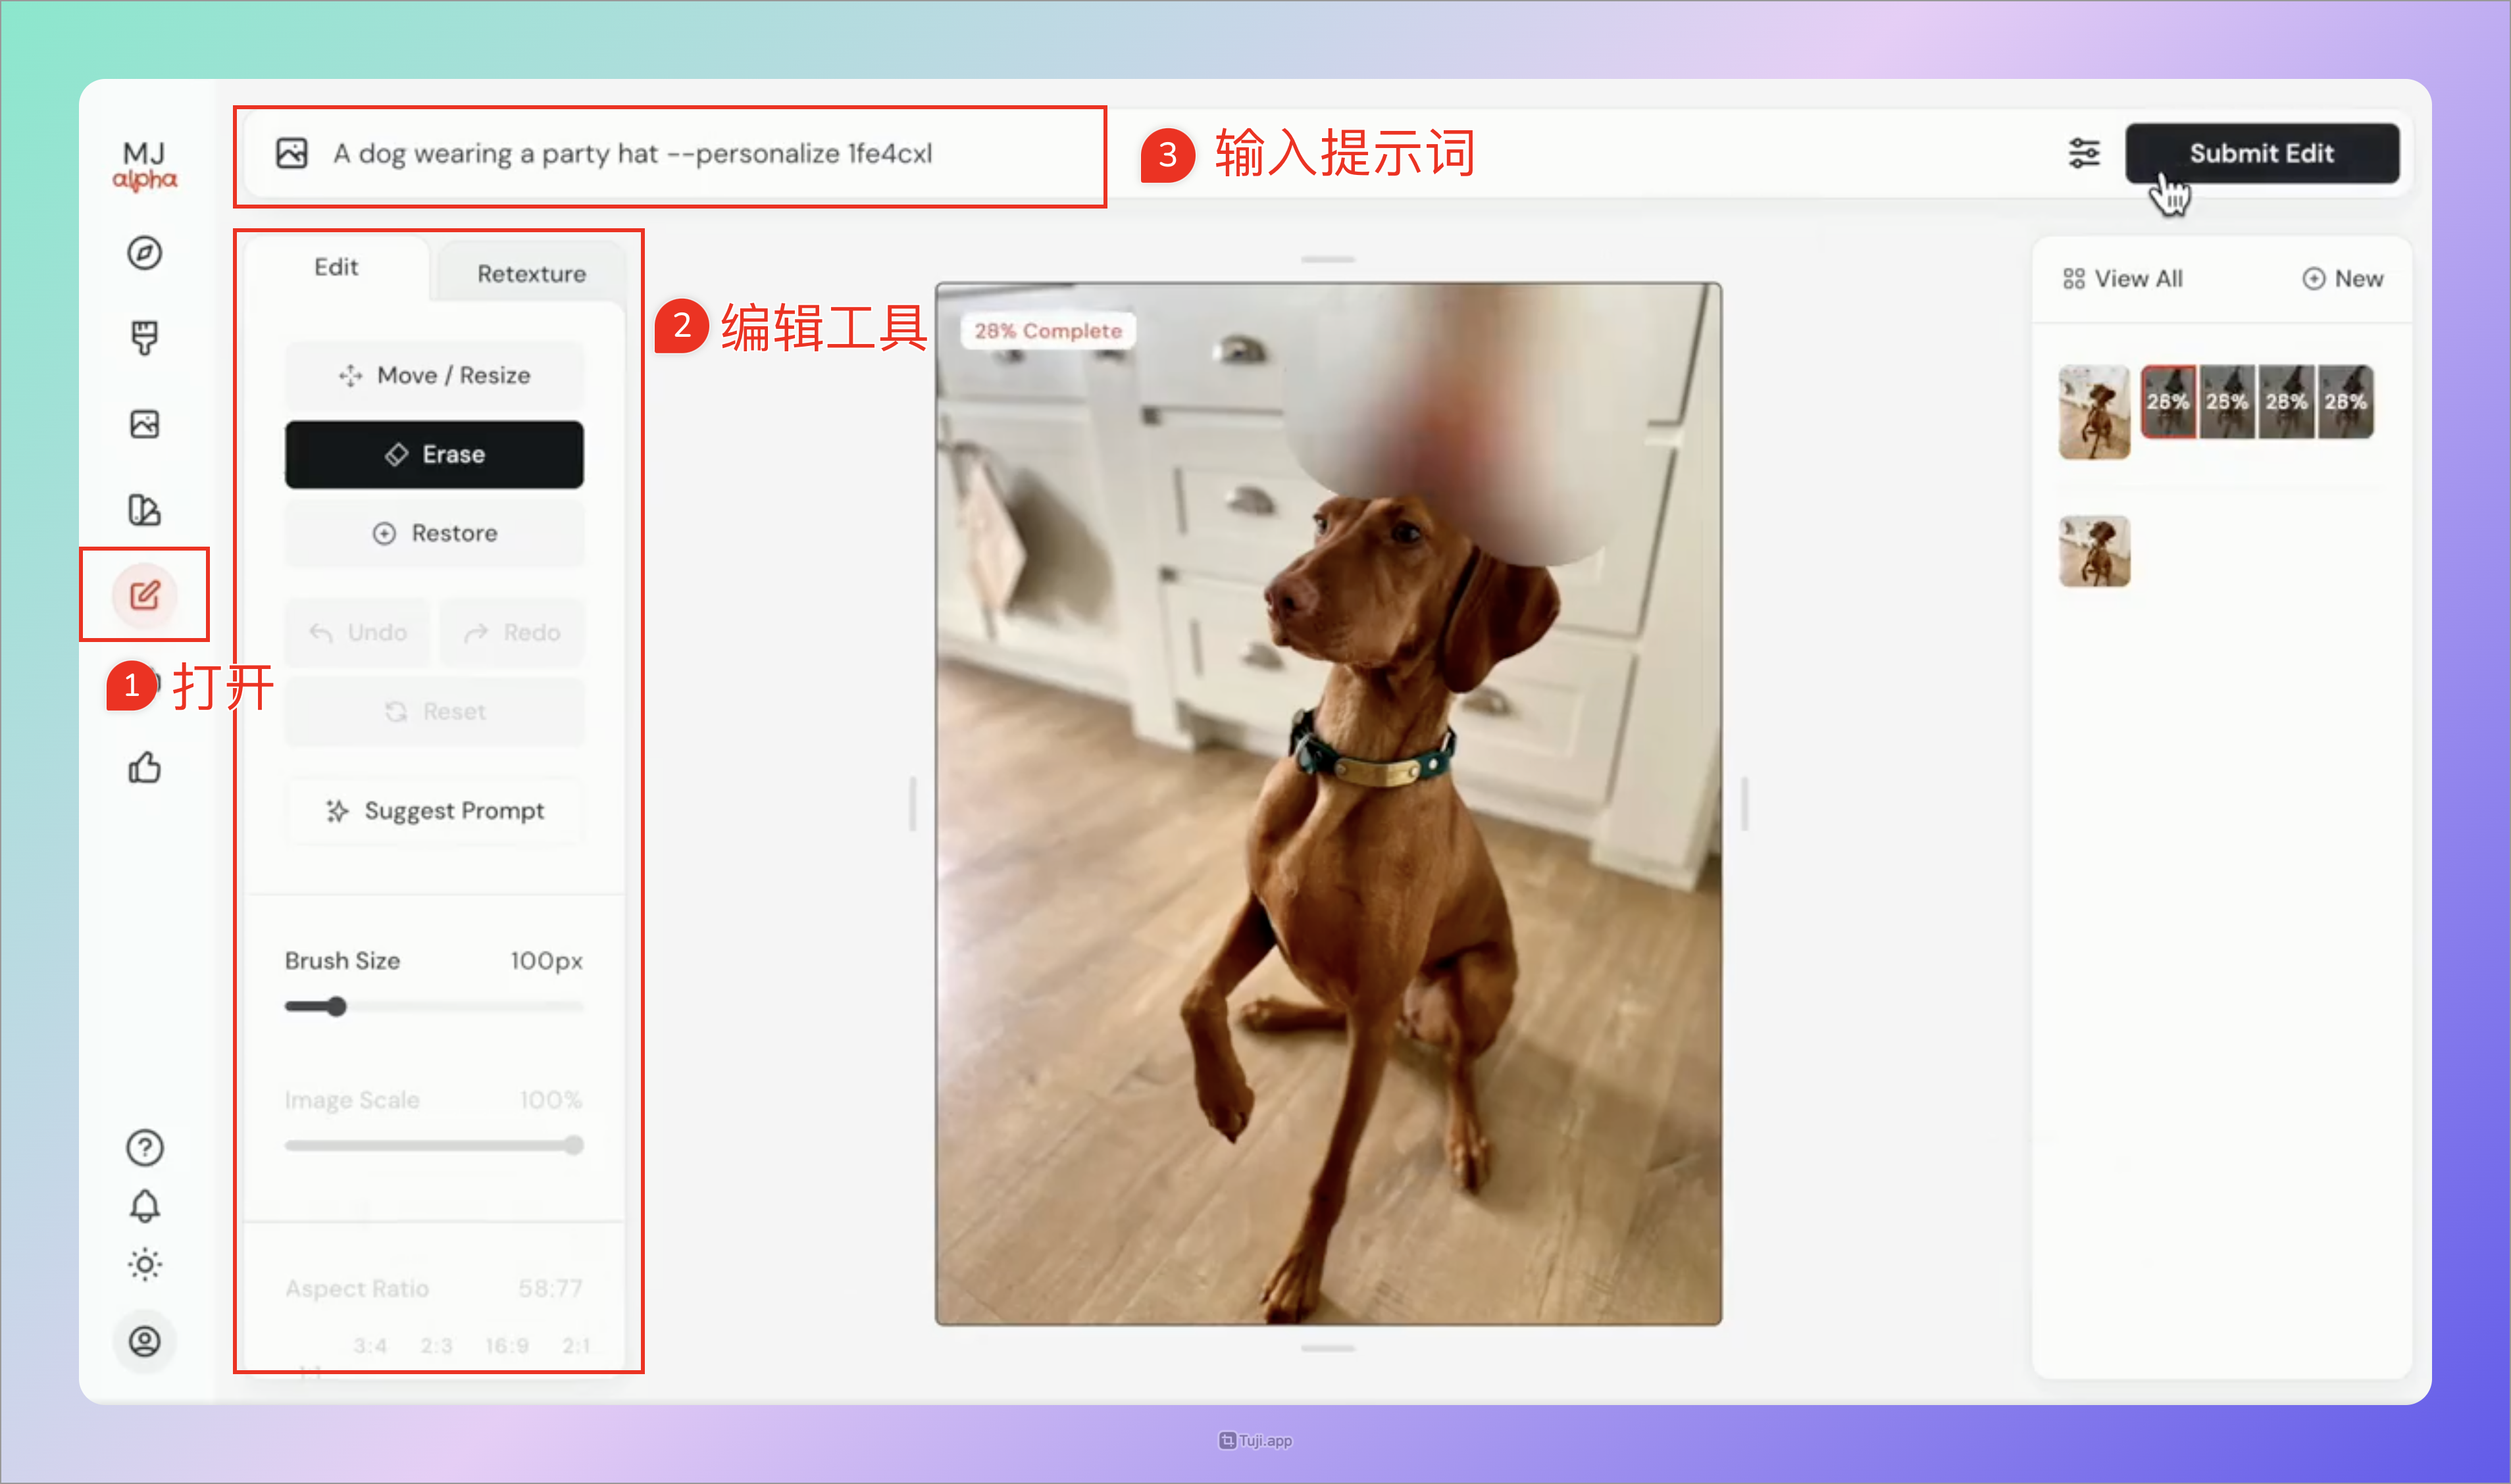 MJ
alpha
A dog wearing a party hat --personalize 1fe4cxl
3 输入提示词
Submit Edit
Edit
Retexture
2 编辑工具
Move / Resize
Erase
Restore
Undo
Redo
Reset
1 打开
Suggest Prompt
Brush Size 100px
Image Scale 100%
Aspect Ratio 58:77
3:4 2:3 16:9 2:1
28% Complete
View All
New
28% 28% 28% 28%
Tuji.app